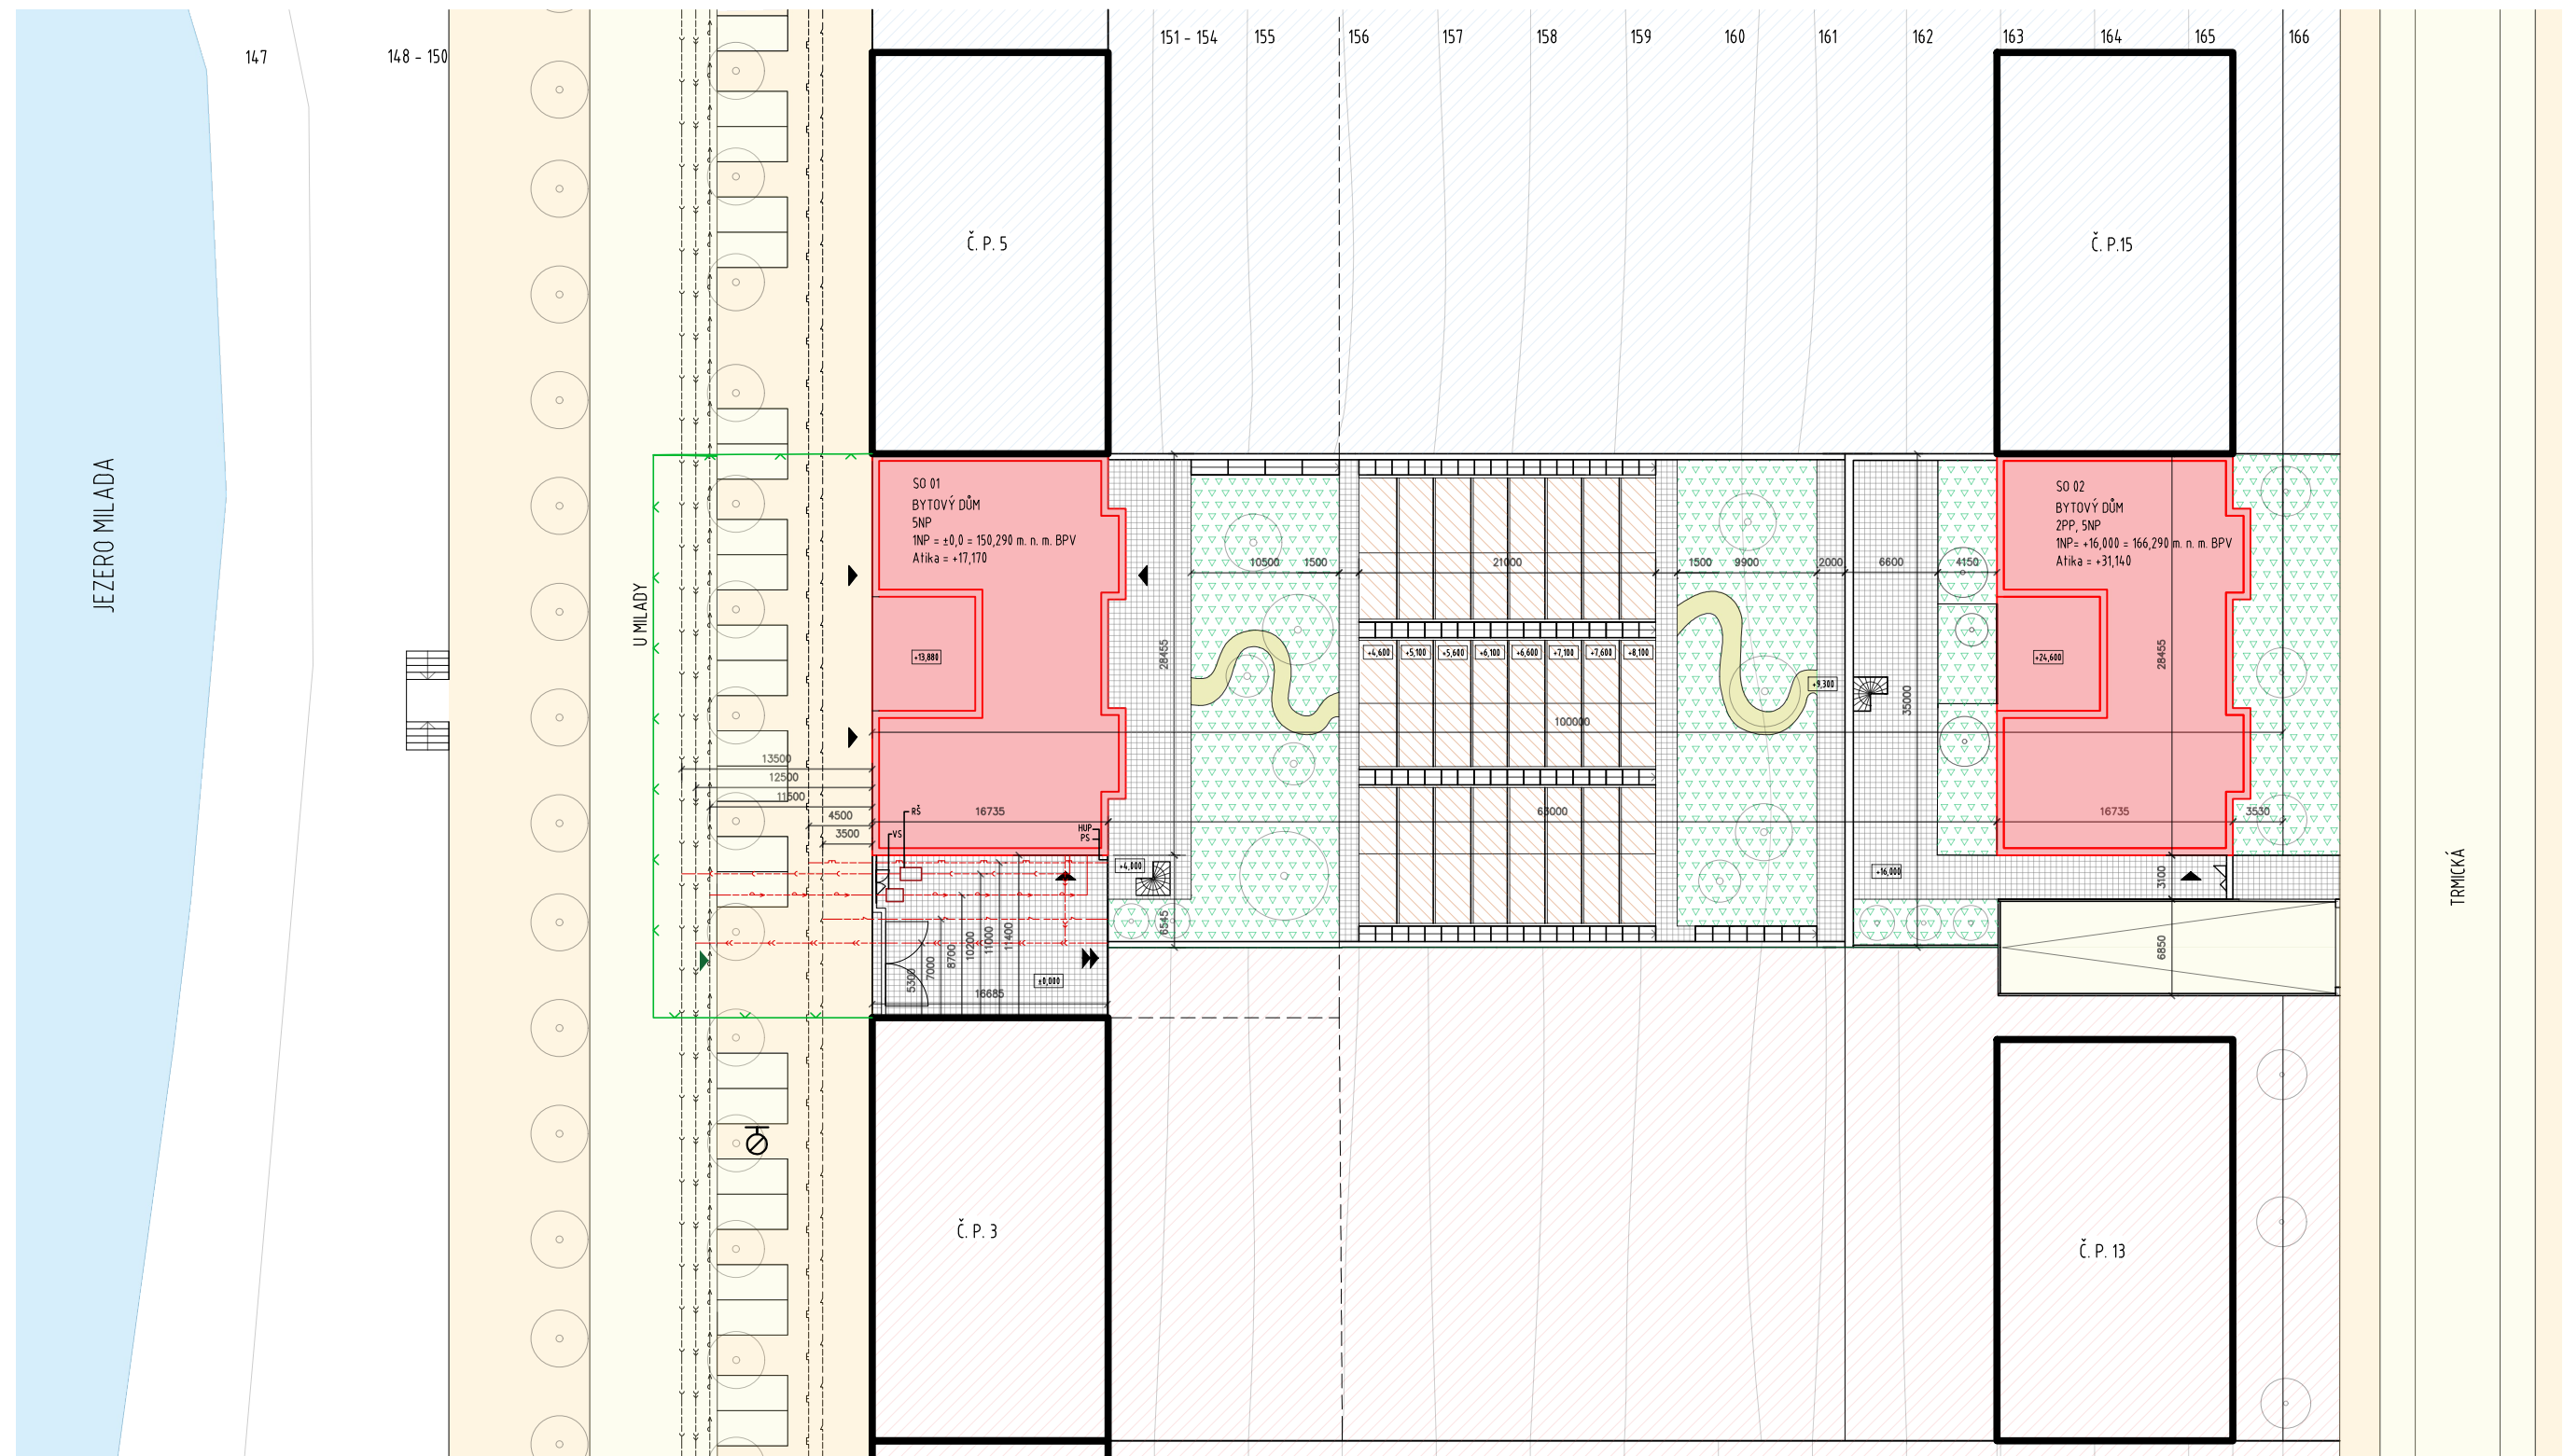 147
148 - 150
151 - 154
155
156
157
158
159
160
161
162
163
164
165
166
Č. P. 5
Č. P.15
JEZERO MILADA
U MILADY
TRMICKÁ
SO 01
BYTOVÝ DŮM
5NP
1NP = ±0,0 = 150,290 m. n. m. BPV
Atika = +17,170
SO 02
BYTOVÝ DŮM
2PP, 5NP
1NP= +16,000 = 166,290 m. n. m. BPV
Atika = +31,140
10500
1500
21000
1500
9900
2000
6600
4150
+13,880
28455
+4,600
+5,100
+5,600
+6,100
+6,600
+7,100
+7,600
+8,100
+9,300
35000
+24,600
28455
100000
13500
12500
11500
4500
3500
16735
63000
16735
3530
RŠ
VS
HUP
PS
+4,000
+16,000
3100
6545
6850
5300
7000
8700
10200
11000
11400
±0,000
16685
Č. P. 3
Č. P. 13